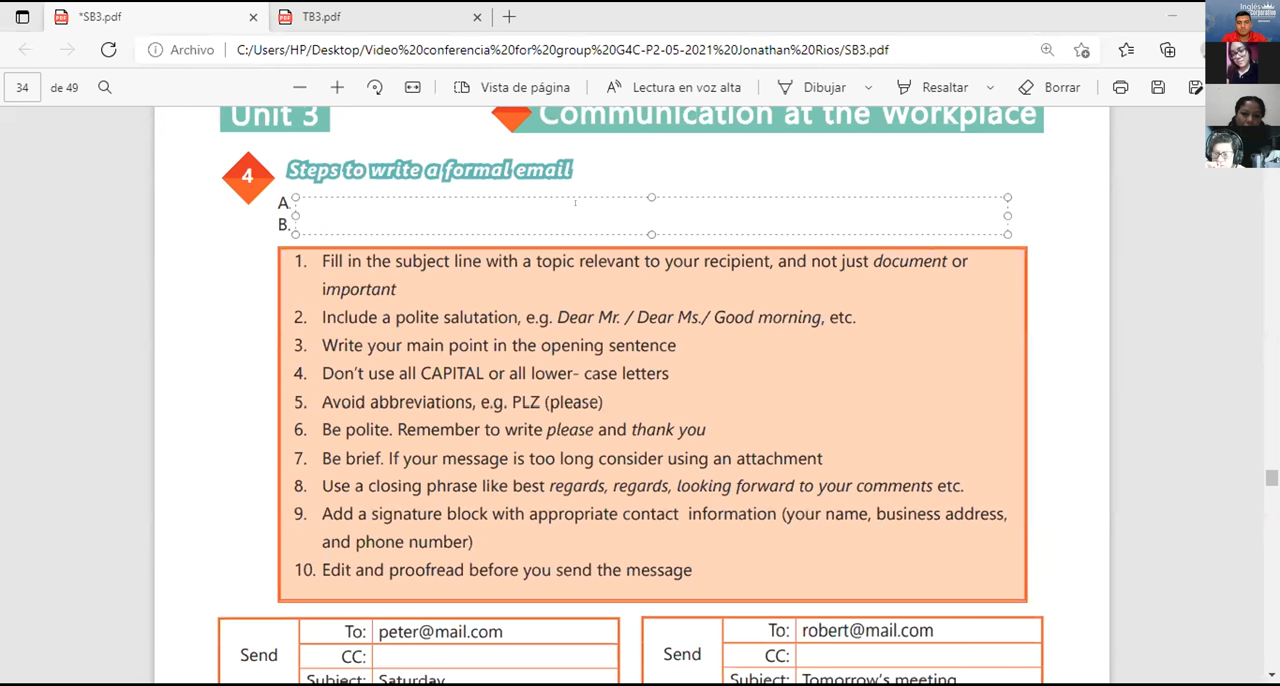 *SB3.pdf
TB3.pdf
Archivo C:/Users/HP/Desktop/Video%20conferencia%20for%20group%20G4C-P2-05-2021%20Jonathan%20Rios/SB3.pdf
34 de 49 Vista de página Lectura en voz alta Dibujar Resaltar Borrar
Inglés
Corporation
Unit 3 Communication at the Workplace
4 Steps to write a formal email
A.
B.
1. Fill in the subject line with a topic relevant to your recipient, and not just document or
important
2. Include a polite salutation, e.g. Dear Mr. / Dear Ms./ Good morning, etc.
3. Write your main point in the opening sentence
4. Don't use all CAPITAL or all lower- case letters
5. Avoid abbreviations, e.g. PLZ (please)
6. Be polite. Remember to write please and thank you
7. Be brief. If your message is too long consider using an attachment
8. Use a closing phrase like best regards, regards, looking forward to your comments etc.
9. Add a signature block with appropriate contact information (your name, business address,
and phone number)
10. Edit and proofread before you send the message
Send
To: peter@mail.com
CC:
Subject: Saturday
Send
To: robert@mail.com
CC:
Subject: Tomorrow's meeting